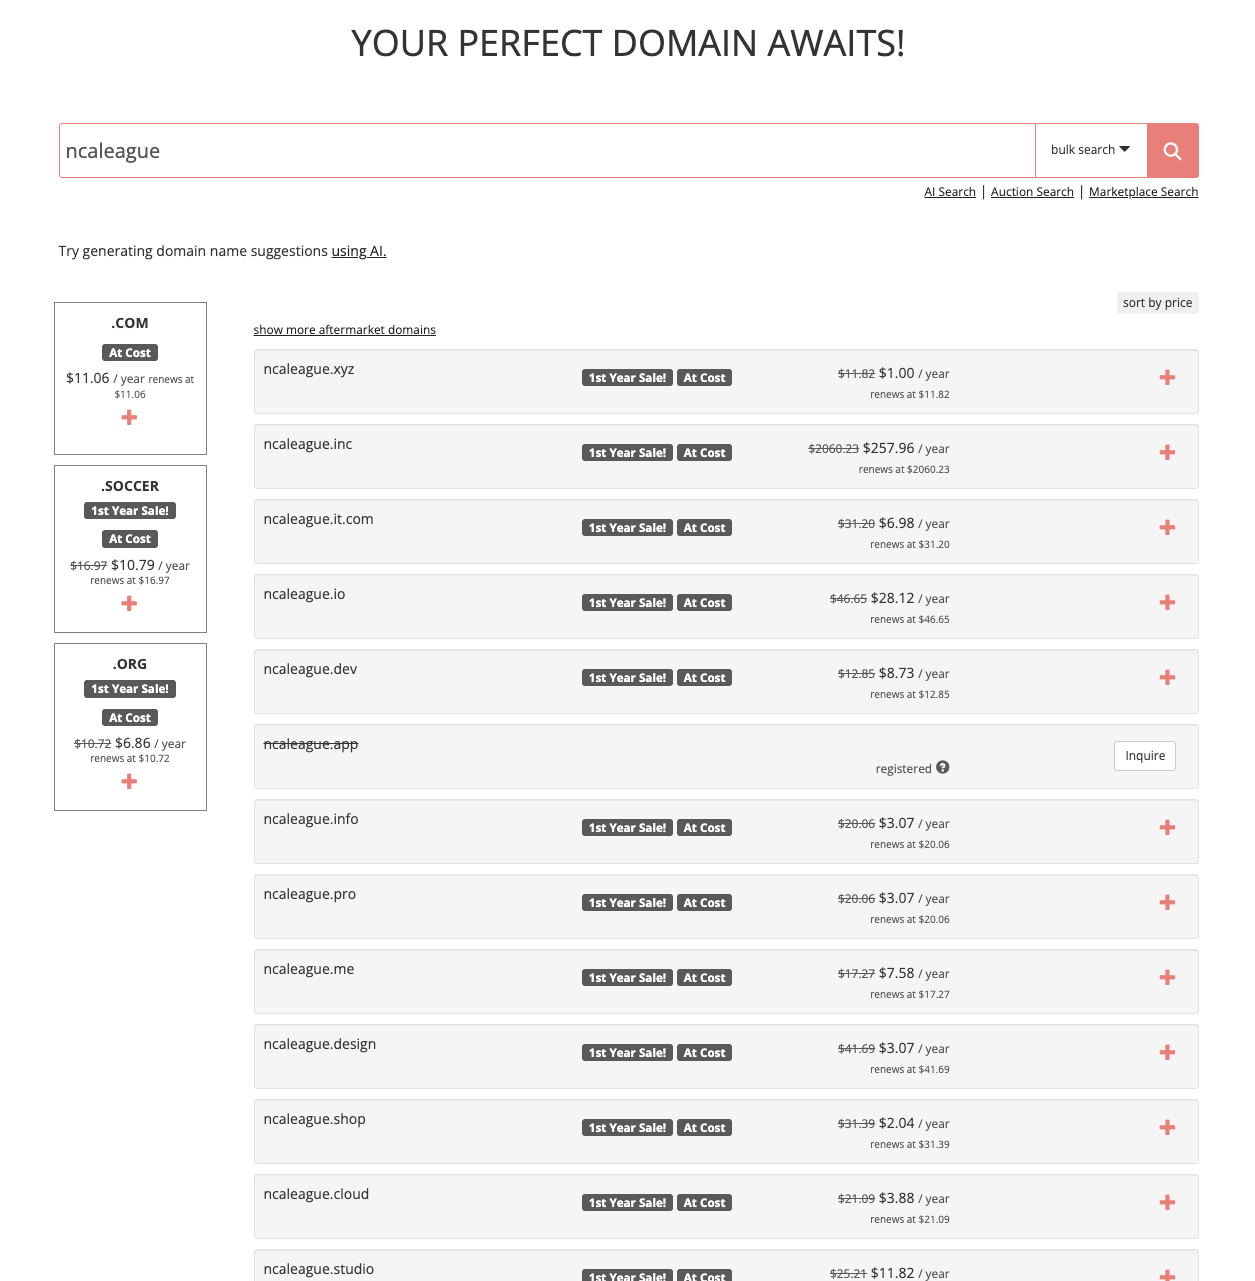 YOUR PERFECT DOMAIN AWAITS!
ncaleague
bulk search
AI Search | Auction Search | Marketplace Search
Try generating domain name suggestions using AI.
.COM
At Cost
$11.06 / year renews at
$11.06
.SOCCER
1st Year Sale!
At Cost
$16.97 $10.79 / year
renews at $16.97
.ORG
1st Year Sale!
At Cost
$10.72 $6.86 / year
renews at $10.72
sort by price
show more aftermarket domains
ncaleague.xyz
1st Year Sale! At Cost
$11.82 $1.00 / year
renews at $11.82
ncaleague.inc
1st Year Sale! At Cost
$2060.23 $257.96 / year
renews at $2060.23
ncaleague.it.com
1st Year Sale! At Cost
$31.20 $6.98 / year
renews at $31.20
ncaleague.io
1st Year Sale! At Cost
$46.65 $28.12 / year
renews at $46.65
ncaleague.dev
1st Year Sale! At Cost
$12.85 $8.73 / year
renews at $12.85
ncaleague.app
registered ?
Inquire
ncaleague.info
1st Year Sale! At Cost
$20.06 $3.07 / year
renews at $20.06
ncaleague.pro
1st Year Sale! At Cost
$20.06 $3.07 / year
renews at $20.06
ncaleague.me
1st Year Sale! At Cost
$17.27 $7.58 / year
renews at $17.27
ncaleague.design
1st Year Sale! At Cost
$41.69 $3.07 / year
renews at $41.69
ncaleague.shop
1st Year Sale! At Cost
$31.39 $2.04 / year
renews at $31.39
ncaleague.cloud
1st Year Sale! At Cost
$21.09 $3.88 / year
renews at $21.09
ncaleague.studio
1st Year Sale! At Cost
$25.21 $11.82 / year